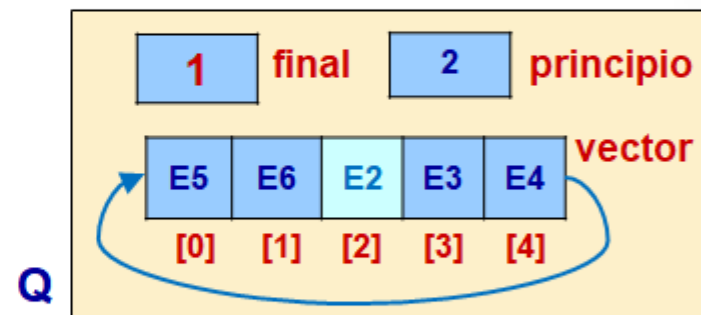 1 final 2 principio
vector
E5 E6 E2 E3 E4
[0] [1] [2] [3] [4]
Q